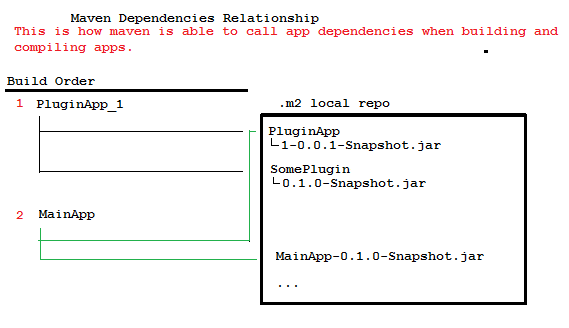 Maven Dependencies Relationship
This is how maven is able to call app dependencies when building and
compiling apps.
Build Order
1 PluginApp_1
.m2 local repo
PluginApp
1-0.0.1-Snapshot.jar
SomePlugin
0.1.0-Snapshot.jar
2 MainApp
MainApp-0.1.0-Snapshot.jar
...